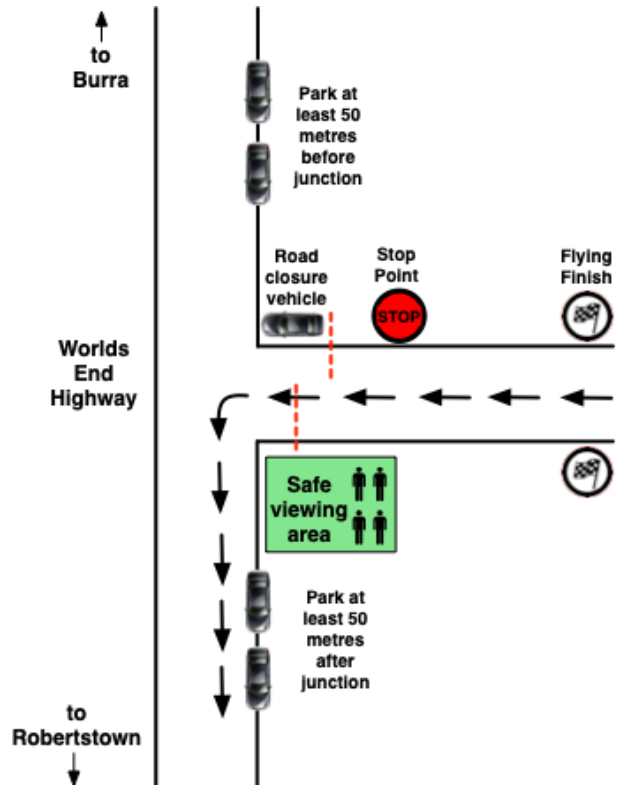 to
Burra
Park at
least 50
metres
before
junction
Road
closure
vehicle
Stop
Point
STOP
Flying
Finish
Worlds
End
Highway
Safe
viewing
area
Park at
least 50
metres
after
junction
to
Robertstown